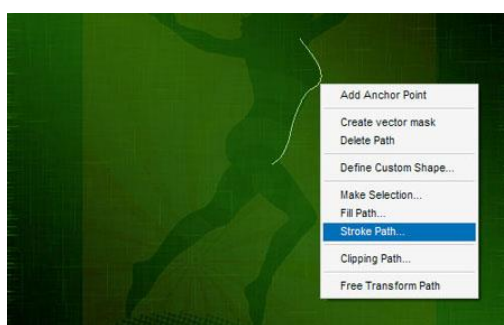 Add Anchor Point
Create vector mask
Delete Path
Define Custom Shape...
Make Selection...
Fill Path...
Stroke Path...
Clipping Path...
Free Transform Path